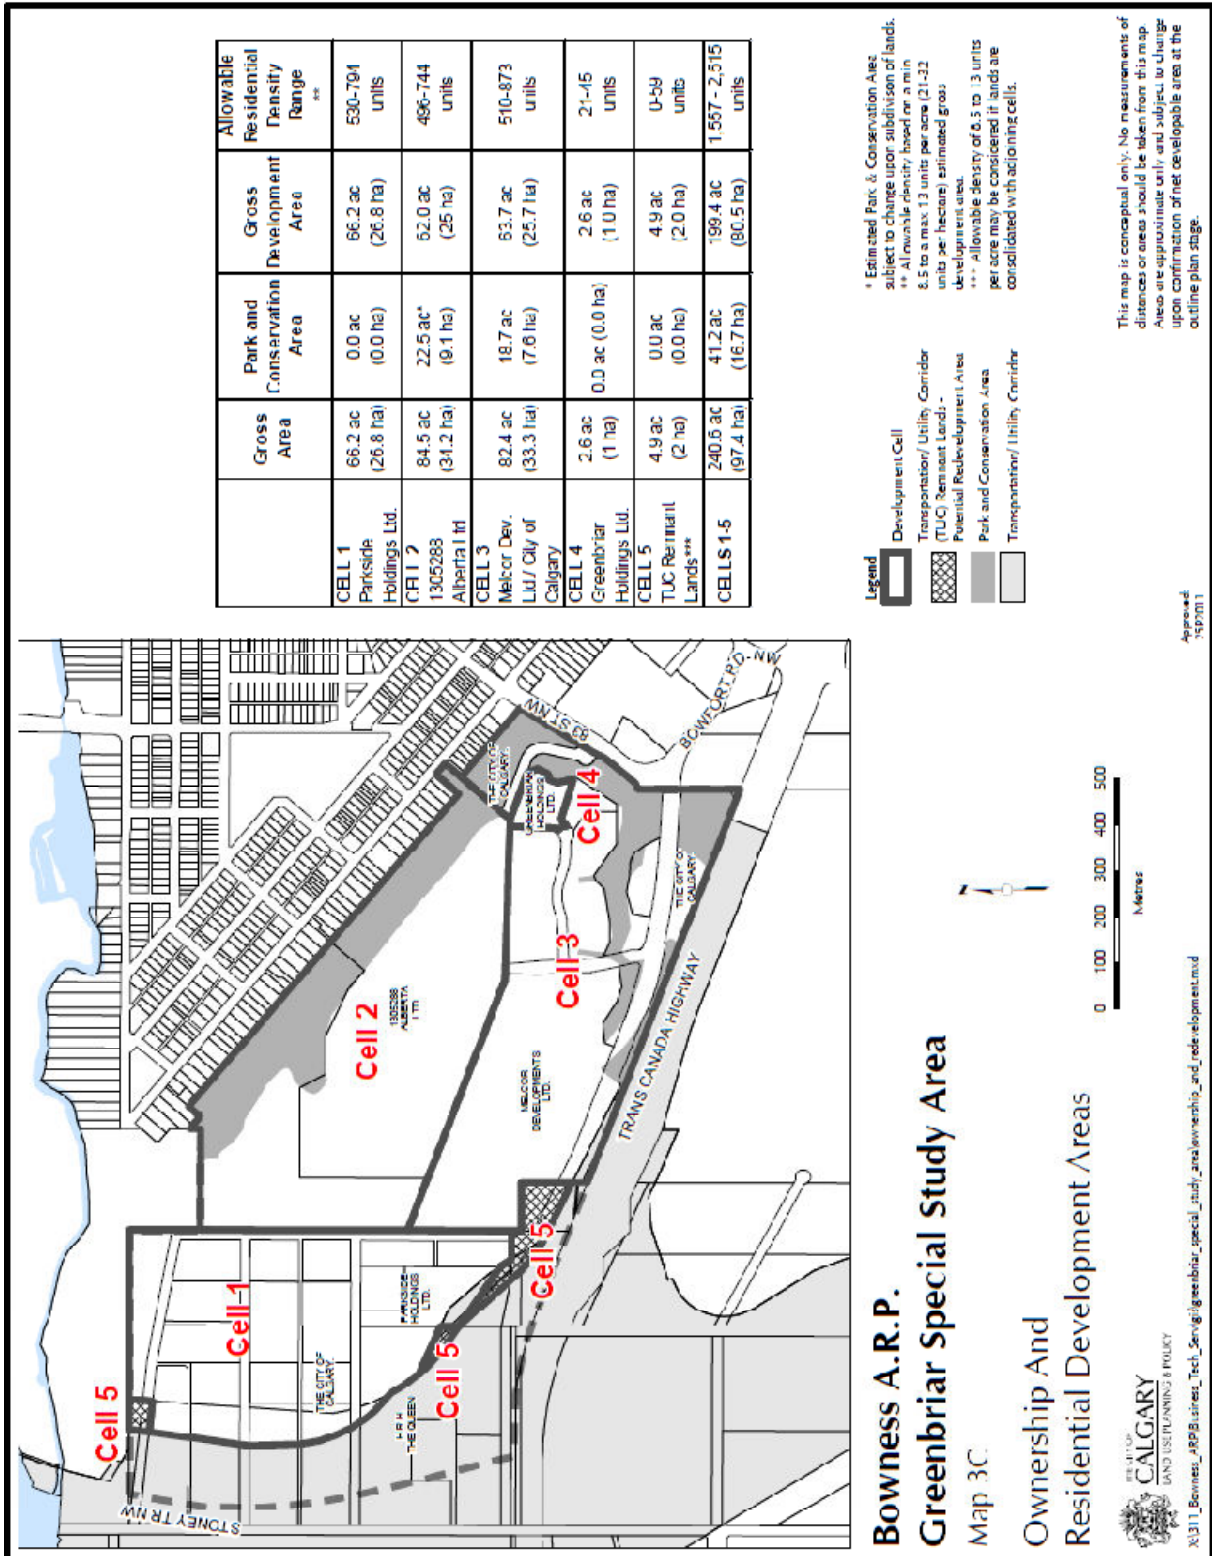 Allowable
Residential
Density
Range
**
Gross
Development
Area
Park and
Conservation
Area
Gross
Area
CELL 1
Parkside
Holdings Ltd.
66.2 ac
(26.8 ha)
0.0 ac
(0.0 ha)
66.2 ac
(26.8 ha)
530-794
units
CELL 2
1305288
Alberta Ltd
84.5 ac
(34.2 ha)
22.5 ac*
(9.1 ha)
62.0 ac
(25 ha)
496-744
units
CELL 3
Melcor Dev.
Ltd / City of
Calgary
82.4 ac
(33.3 ha)
18.7 ac
(7.6 ha)
63.7 ac
(25.7 ha)
510-873
units
CELL 4
Greenbriar
Holdings Ltd.
2.6 ac
(1 ha)
0.0 ac (0.0 ha)
2.6 ac
(1.0 ha)
21-45
units
CELL 5
TUC Remnant
Lands***
4.9 ac
(2 ha)
0.0 ac
(0.0 ha)
4.9 ac
(2.0 ha)
0-59
units
CELLS 1-5
240.6 ac
(97.4 ha)
41.2 ac
(16.7 ha)
199.4 ac
(80.5 ha)
1,557 - 2,515
Legend
Development Cell
Transportation/ Utility Corridor
(TUC) Remnant Lands -
Potential Redevelopment Area
Park and Conservation Area
Transportation/ Utility Corridor
* Estimated Park & Conservation Area
subject to change upon subdivison of lands.
** Allowable density based on a min
8.5 to a max 13 units per acre (21-32
units per hectare) estimated gross
development area.
*** Allowable density of 8.5 to 13 units
per acre may be considered if lands are
consolidated with adjoining cells.
This map is conceptual only. No measurements of
distances or areas should be taken from this map.
Areas are approximate only and subject to change
upon confirmation of net developable area at the
outline plan stage.
Approved:
25P2011
Cell 5
Cell 1
Cell 5
Cell 5
Cell 2
Cell 3
Cell 4
STONEY TR NW
THE CITY OF
CALGARY
H R H
THE QUEEN
PARKSIDE
HOLDINGS
LTD.
1305288
ALBERTA
LTD
MELCOR
DEVELOPMENTS
LTD.
THE CITY OF
CALGARY
GREENBRIAR
HOLDINGS
LTD.
THE CITY OF
CALGARY
83 ST NW
BOWFORT RD NW
TRANS CANADA HIGHWAY
Bowness A.R.P.
Greenbriar Special Study Area
Map 3C
Ownership And
Residential Development Areas
N
0 100 200 300 400 500
Metres
THE CITY OF
CALGARY
LAND USE PLANNING & POLICY
X:\311_Bowness_ARP\Business_Tech_Serv\gis\greenbriar_special_study_area\ownership_and_redevelopment.mxd